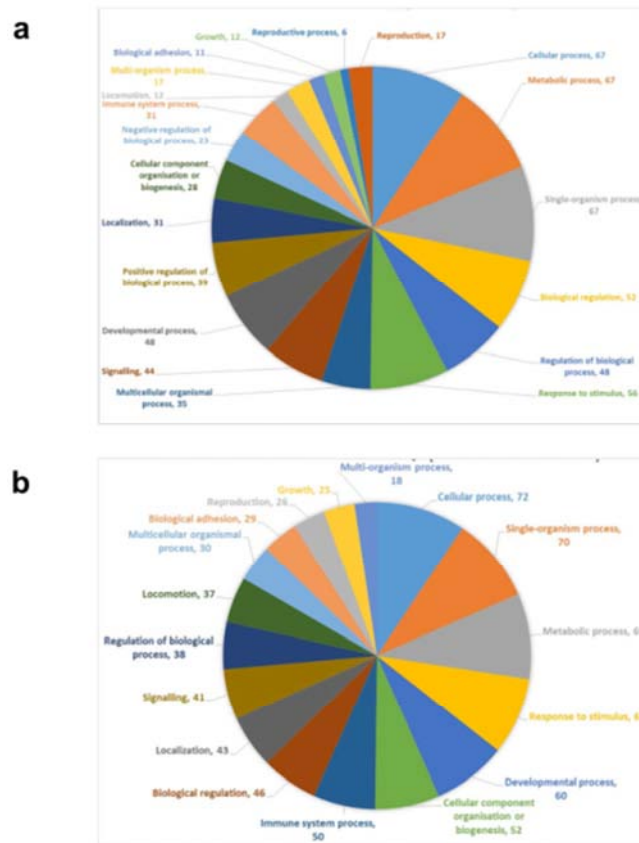 a
Reproductive process, 6
Growth, 12
Reproduction, 17
Biological adhesion, 11
Cellular process, 67
Multi-organism process,
17
Metabolic process, 67
Locomotion, 12
Immune system process,
31
Negative regulation of
biological process, 23
Cellular component
organisation or
biogenesis, 28
Single-organism process
67
Localization, 31
Positive regulation of
biological process, 39
Biological regulation, 52
Developmental process,
48
Regulation of biological
process, 48
Signalling, 44
Response to stimulus, 56
Multicellular organismal
process, 35
b
Multi-organism process,
18
Growth, 25
Reproduction, 26
Cellular process, 72
Biological adhesion, 29
Multicellular organismal
process, 30
Single-organism process,
70
Locomotion, 37
Metabolic process, 6
Regulation of biological
process, 38
Signalling, 41
Response to stimulus, 6
Localization, 43
Developmental process,
60
Biological regulation, 46
Cellular component
organisation or
biogenesis, 52
Immune system process,
50